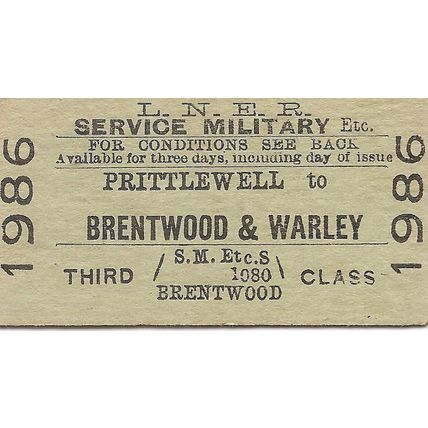 L. N. E. R.
SERVICE MILITARY Etc.
FOR CONDITIONS SEE BACK
Available for three days, including day of issue
PRITTLEWELL to
BRENTWOOD & WARLEY
S.M. Etc.S
THIRD / 1080 / CLASS
BRENTWOOD
1986
1986